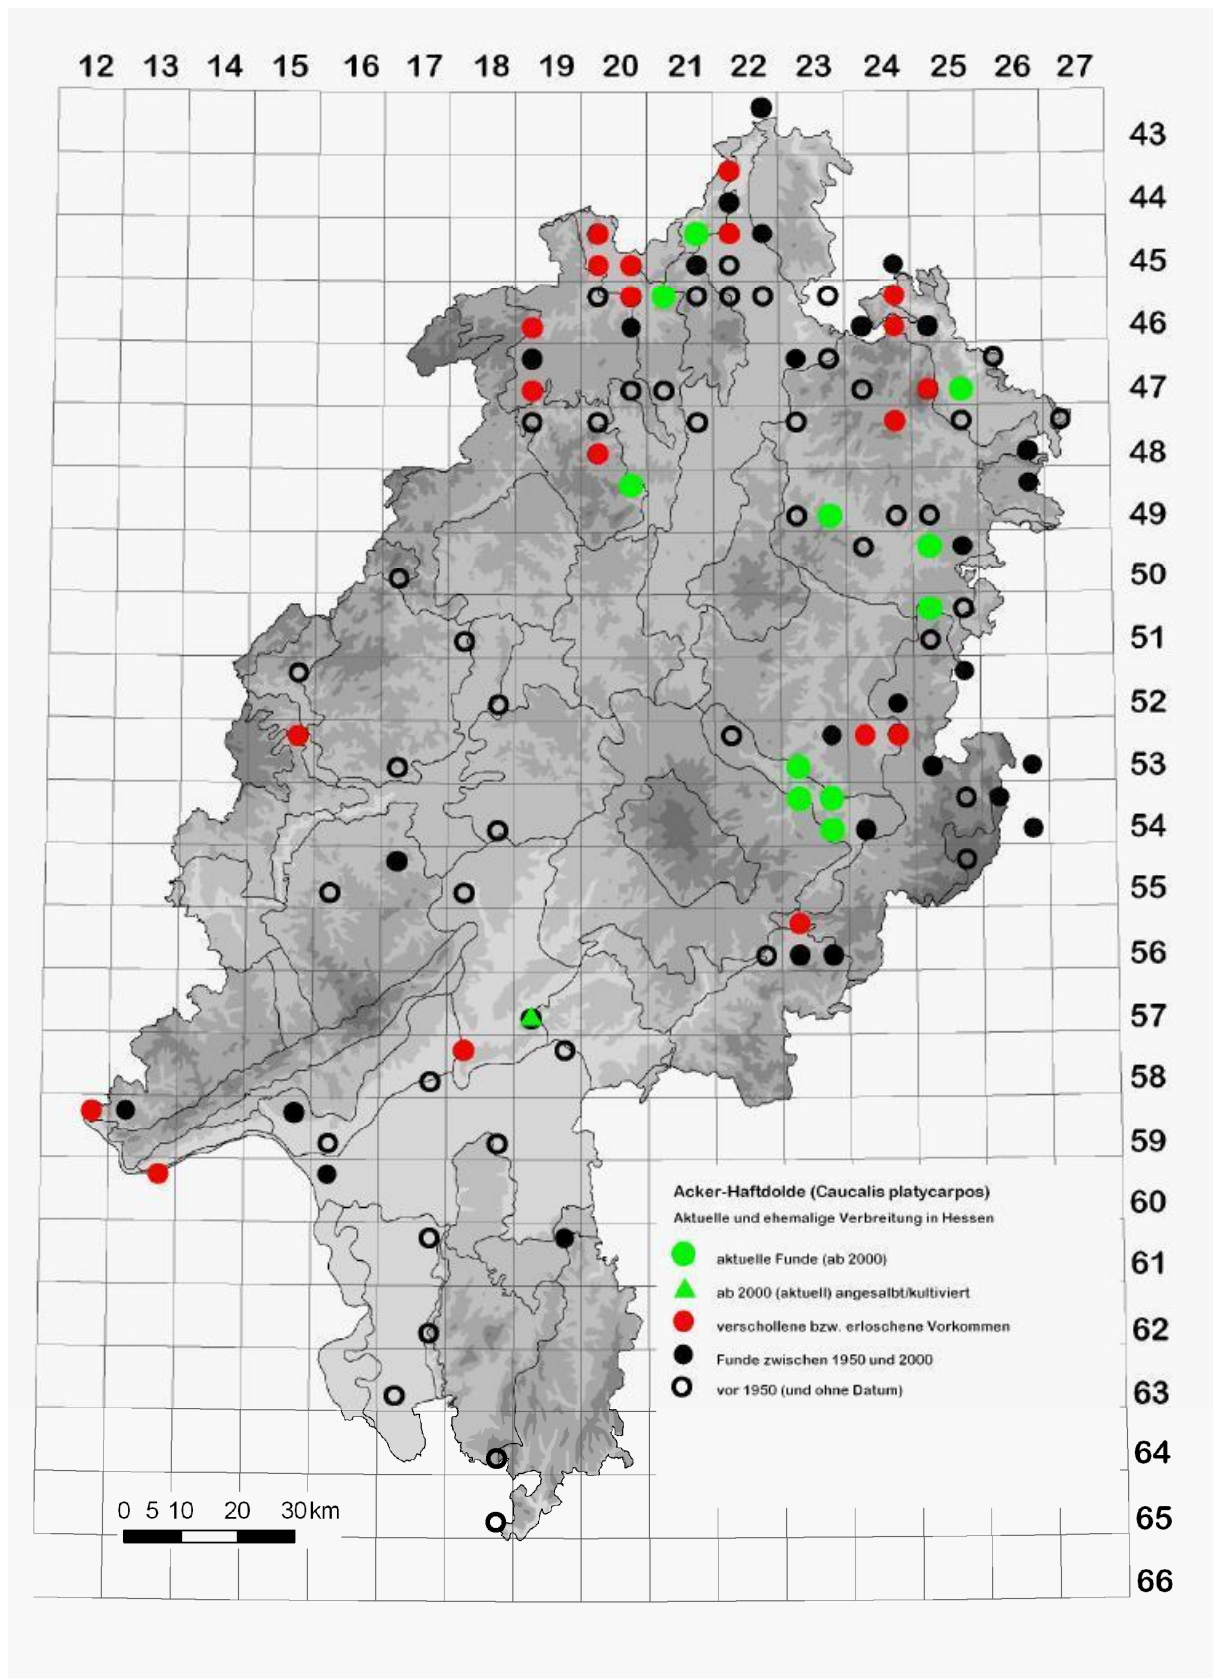 12 13 14 15 16 17 18 19 20 21 22 23 24 25 26 27
43
44
45
46
47
48
49
50
51
52
53
54
55
56
57
58
59
60
Acker-Haftdolde (Caucalis platycarpos)
Aktuelle und ehemalige Verbreitung in Hessen
aktuelle Funde (ab 2000)
61
ab 2000 (aktuell) angesalbt/kultiviert
verschollene bzw. erloschene Vorkommen
62
Funde zwischen 1950 und 2000
vor 1950 (und ohne Datum)
63
64
0 5 10 20 30 km
65
66